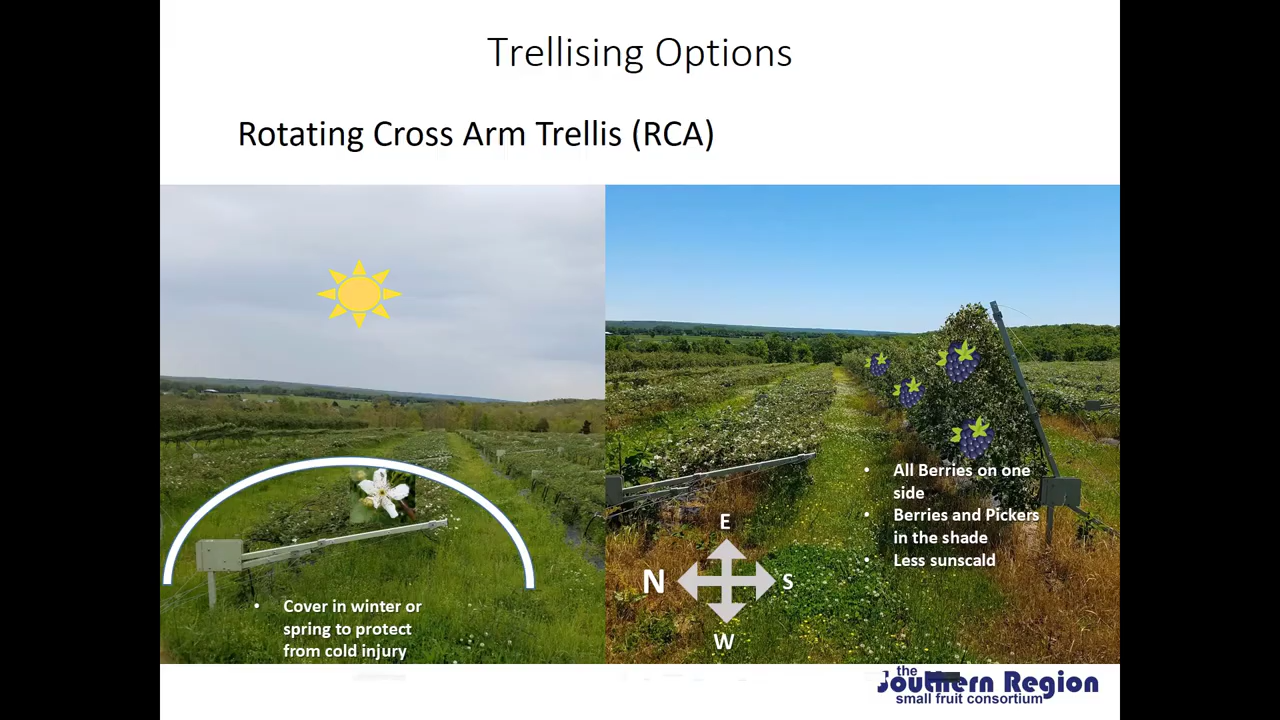 Trellising Options
Rotating Cross Arm Trellis (RCA)
• Cover in winter or
spring to protect
from cold injury
• All Berries on one
side
• Berries and Pickers
in the shade
• Less sunscald
E
N
S
W
the
Southern Region
small fruit consortium